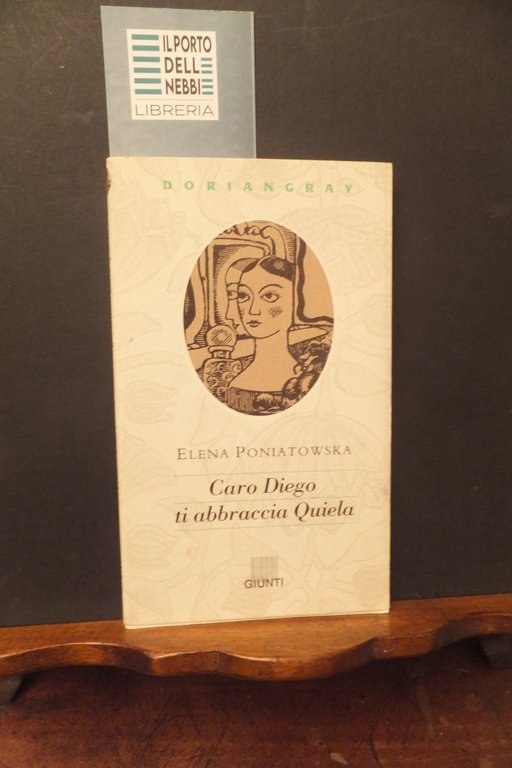 IL PORTO
DELL
NEBBI
LIBRERIA
DORIANGRAY
ELENA PONIATOWSKA
Caro Diego
ti abbraccia Quiela
GIUNTI